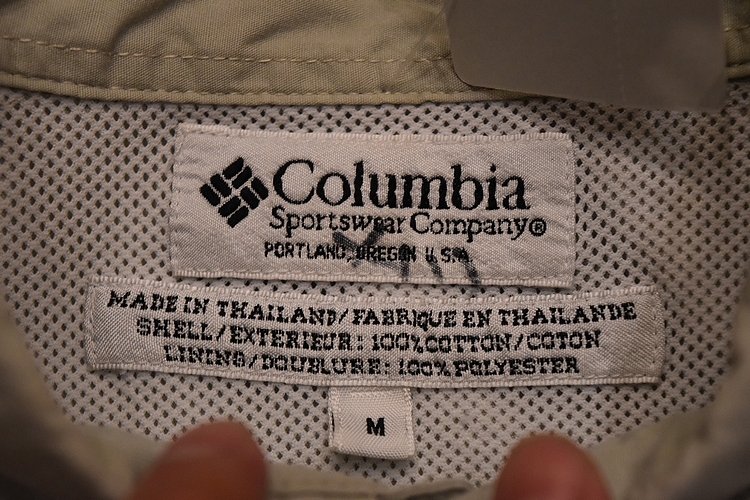 Columbia
Sportswear Company®
PORTLAND, OREGON U.S.A.
MADE IN THAILAND/FABRIQUE EN THAILANDE
SHELL/EXTERIEUR: 100% COTTON/COTON
LINING/DOUBLURE: 100% POLYESTER
M